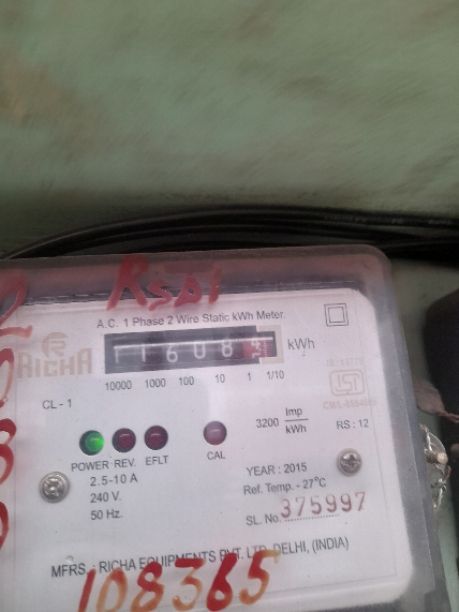 RSD1
A.C. 1 Phase 2 Wire Static kWh Meter
RICHA
11608 kWh
10000 1000 100 10 1 1/10
CL - 1
3200 Imp/kWh
RS : 12
POWER REV. EFLT CAL
2.5-10 A
240 V.
50 Hz.
YEAR : 2015
Ref. Temp. - 27°C
SL. No. 375997
MFRS. : RICHA EQUIPMENTS PVT. LTD. DELHI, (INDIA)
108365